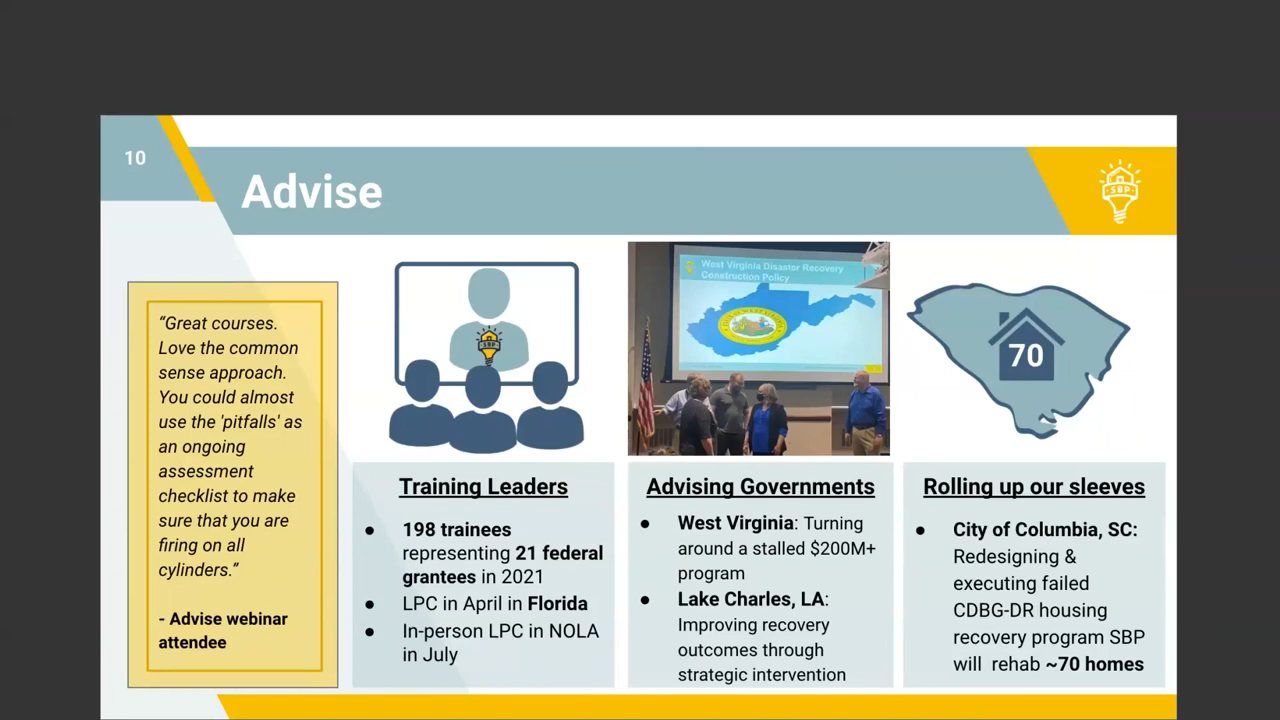 10
Advise
SBP
“Great courses.
Love the common
sense approach.
You could almost
use the 'pitfalls' as
an ongoing
assessment
checklist to make
sure that you are
firing on all
cylinders.”
- Advise webinar
attendee
SBP
Training Leaders
● 198 trainees
representing 21 federal
grantees in 2021
● LPC in April in Florida
● In-person LPC in NOLA
in July
West Virginia Disaster Recovery
Construction Policy
Advising Governments
● West Virginia: Turning
around a stalled $200M+
program
● Lake Charles, LA:
Improving recovery
outcomes through
strategic intervention
70
Rolling up our sleeves
● City of Columbia, SC:
Redesigning &
executing failed
CDBG-DR housing
recovery program SBP
will rehab ~70 homes